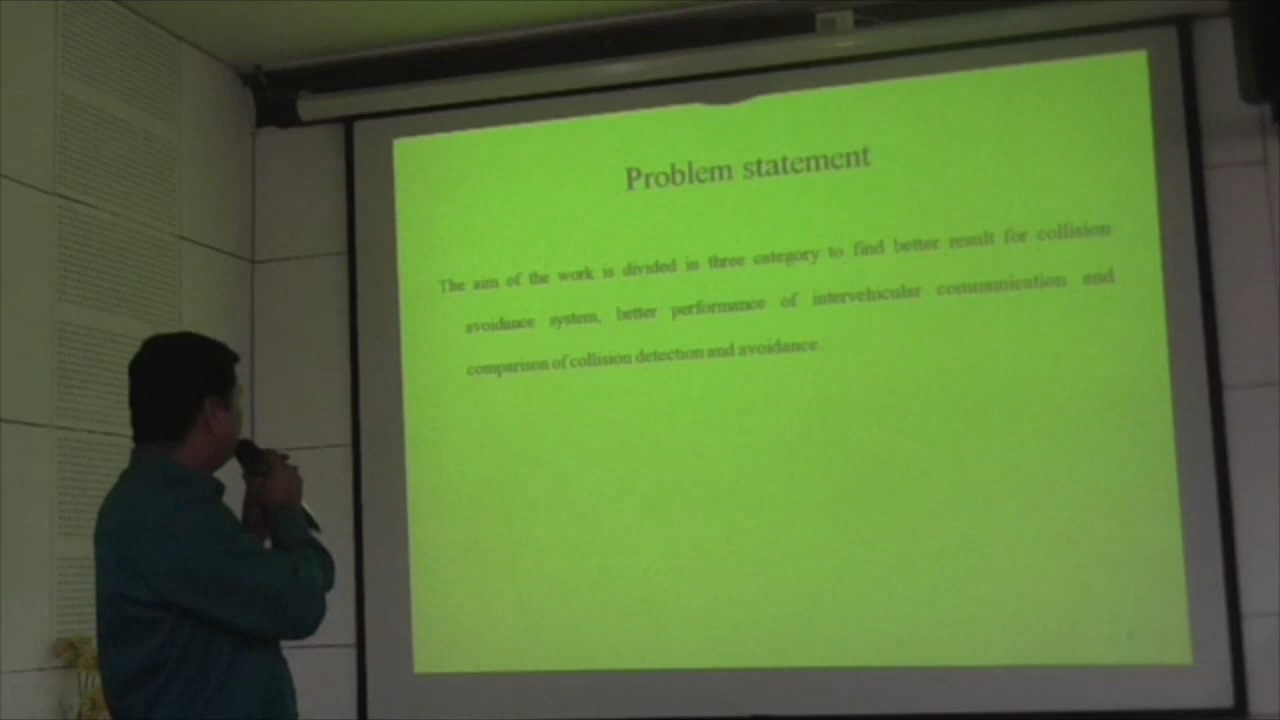 Problem statement
The aim of the work is divided in three category to find better result for collision
avoidance system, better performance of intervehicular communication and
comparison of collision detection and avoidance.